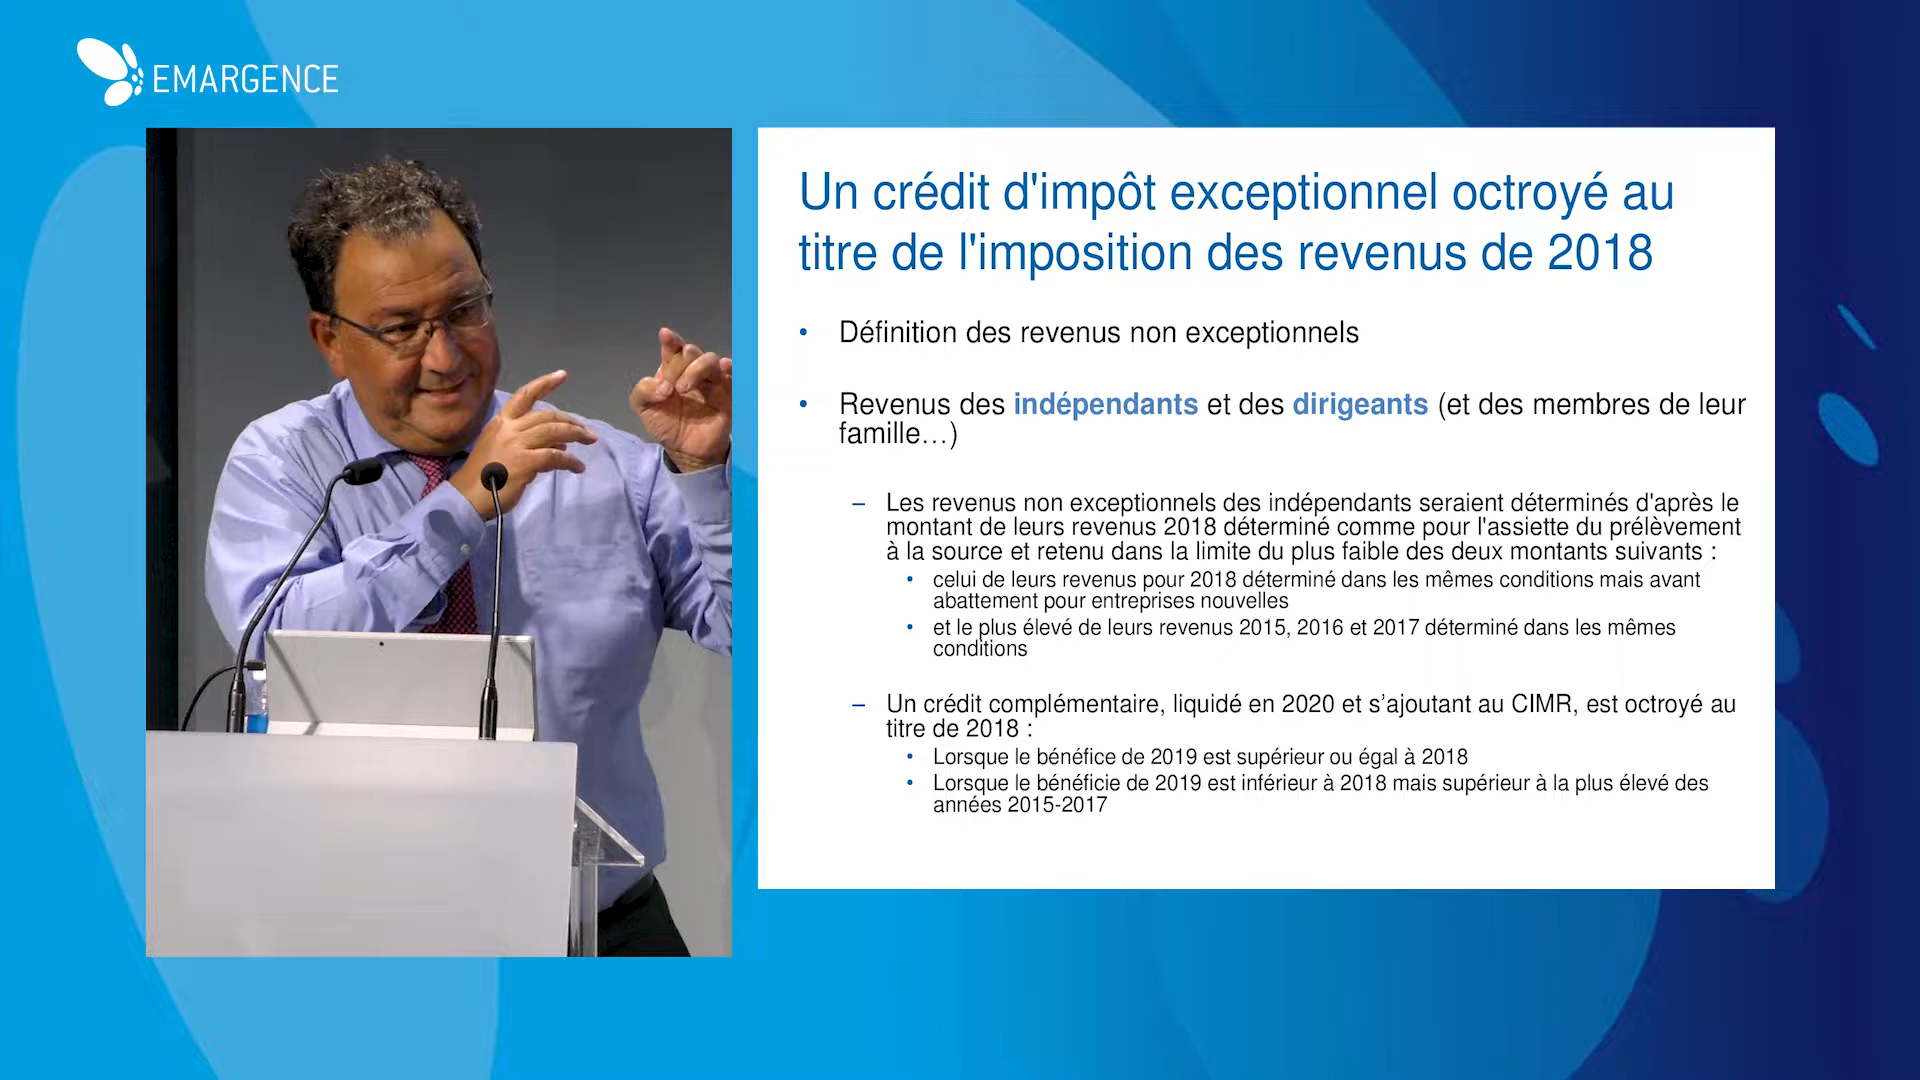 EMARGENCE
Un crédit d'impôt exceptionnel octroyé au
titre de l'imposition des revenus de 2018
• Définition des revenus non exceptionnels
• Revenus des indépendants et des dirigeants (et des membres de leur
famille…)
– Les revenus non exceptionnels des indépendants seraient déterminés d'après le
montant de leurs revenus 2018 déterminé comme pour l'assiette du prélèvement
à la source et retenu dans la limite du plus faible des deux montants suivants :
• celui de leurs revenus pour 2018 déterminé dans les mêmes conditions mais avant
abattement pour entreprises nouvelles
• et le plus élevé de leurs revenus 2015, 2016 et 2017 déterminé dans les mêmes
conditions
– Un crédit complémentaire, liquidé en 2020 et s’ajoutant au CIMR, est octroyé au
titre de 2018 :
• Lorsque le bénéfice de 2019 est supérieur ou égal à 2018
• Lorsque le bénéficie de 2019 est inférieur à 2018 mais supérieur à la plus élevé des
années 2015-2017